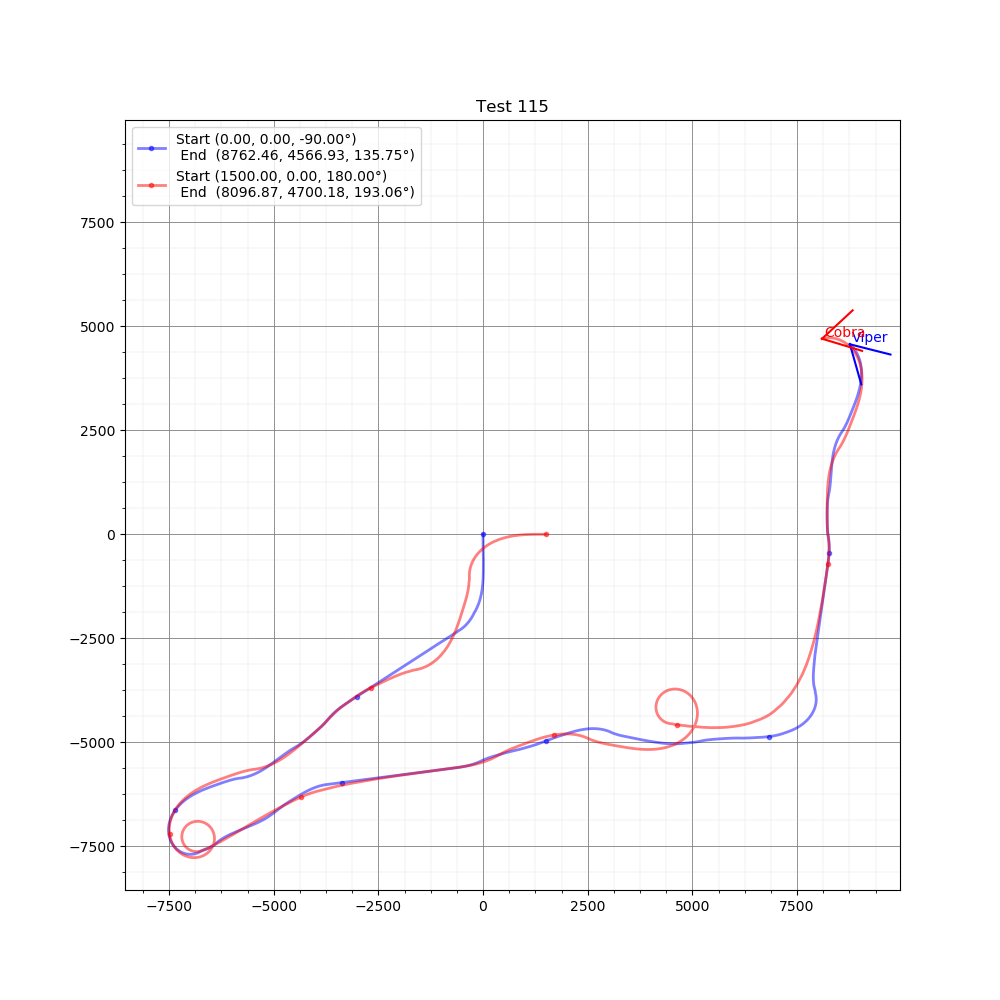 Test 115
Start (0.00, 0.00, -90.00°)
End (8762.46, 4566.93, 135.75°)
Start (1500.00, 0.00, 180.00°)
End (8096.87, 4700.18, 193.06°)
7500
5000
Cobra
Viper
2500
0
−2500
−5000
−7500
−7500 −5000 −2500 0 2500 5000 7500